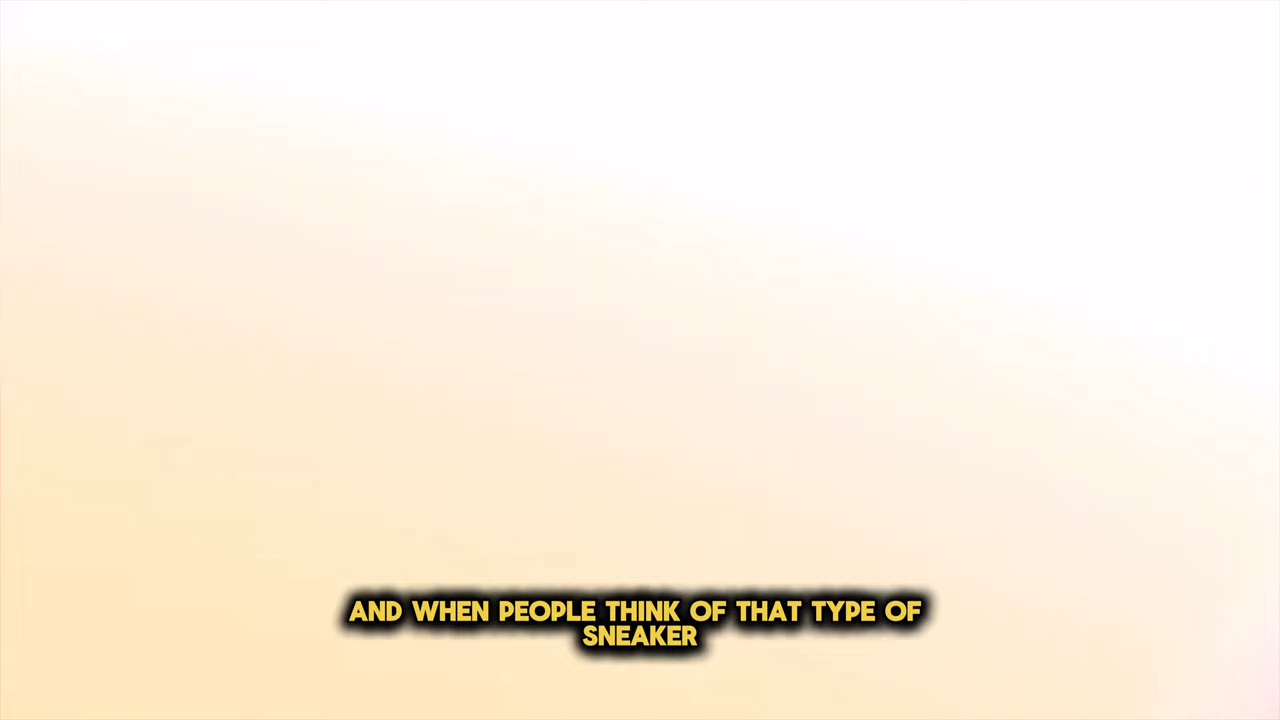 AND WHEN PEOPLE THINK OF THAT TYPE OF
SNEAKER